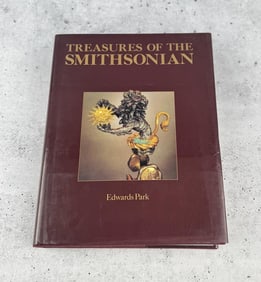 TREASURES OF THE
SMITHSONIAN
Edwards Park